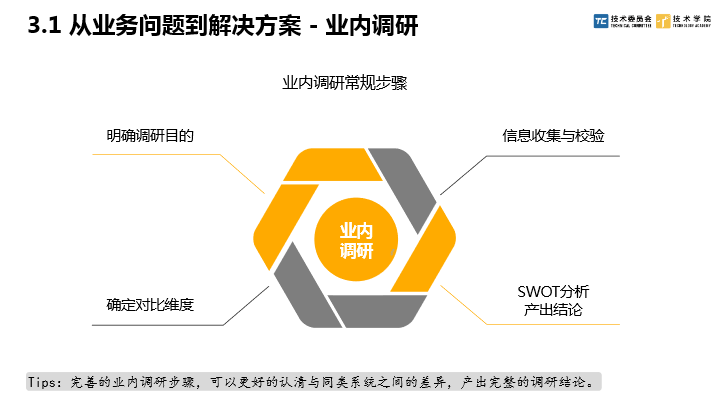 3.1 从业务问题到解决方案 - 业内调研
TC 技术委员会
TECHNICAL COMMITTEE
技术学院
TECHNOLOGY ACADEMY
业内调研常规步骤
明确调研目的
信息收集与校验
业内
调研
确定对比维度
SWOT分析
产出结论
Tips：完善的业内调研步骤，可以更好的认清与同类系统之间的差异，产出完整的调研结论。